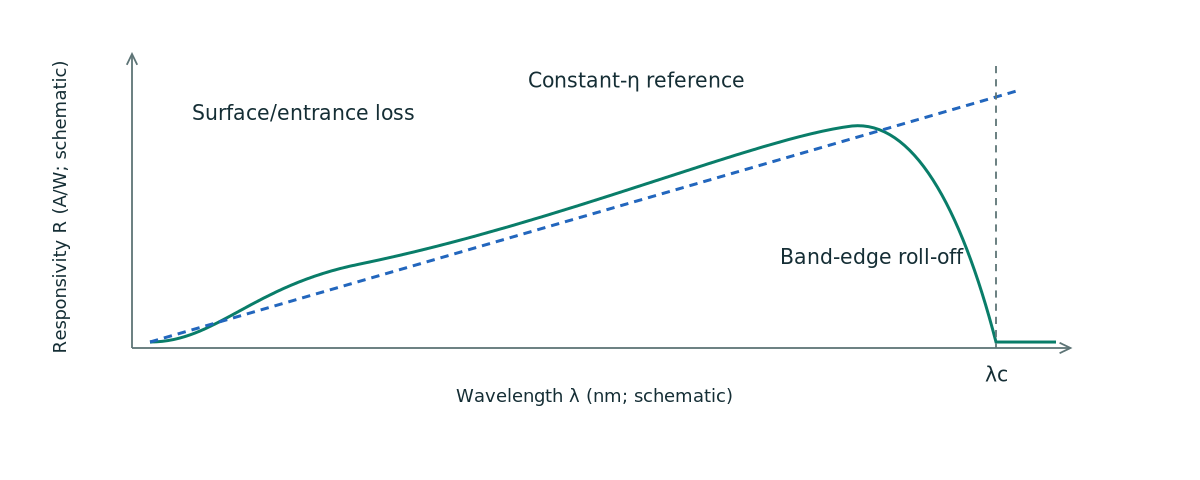 Constant-η reference
Surface/entrance loss
Responsivity R (A/W; schematic)
Band-edge roll-off
λc
Wavelength λ (nm; schematic)